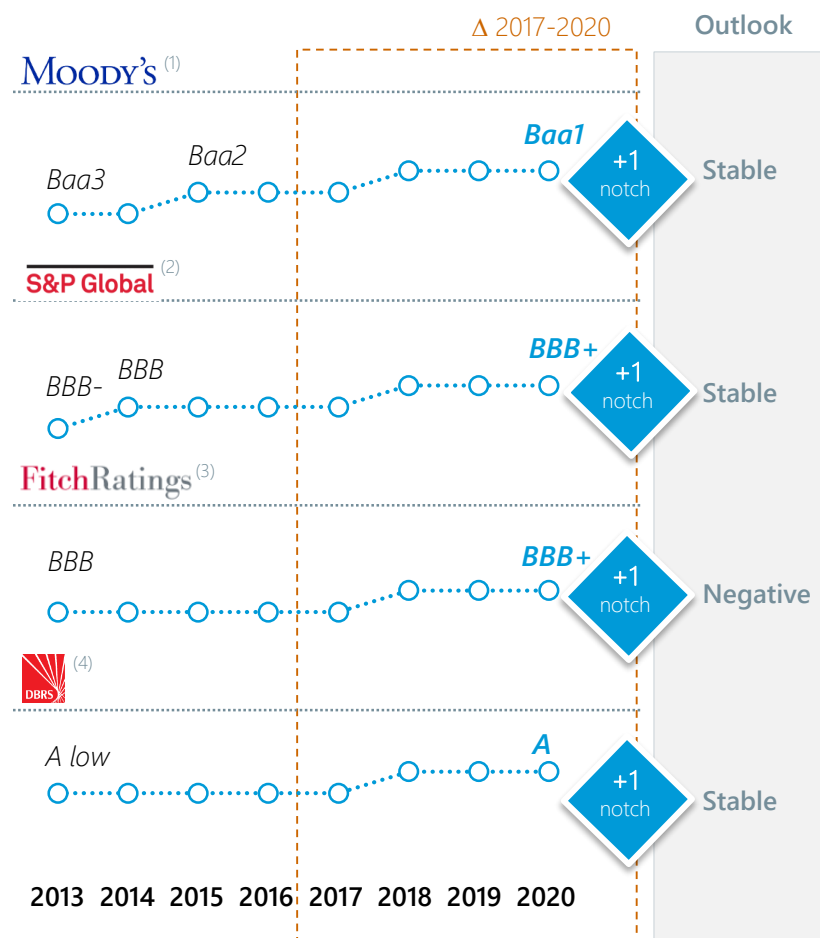 Δ 2017-2020 Outlook
MOODY'S (1)
Baa3 Baa2 Baa1 +1 notch Stable
S&P Global (2)
BBB- BBB BBB+ +1 notch Stable
FitchRatings (3)
BBB BBB+ +1 notch Negative
DBRS (4)
A low A +1 notch Stable
2013 2014 2015 2016 2017 2018 2019 2020